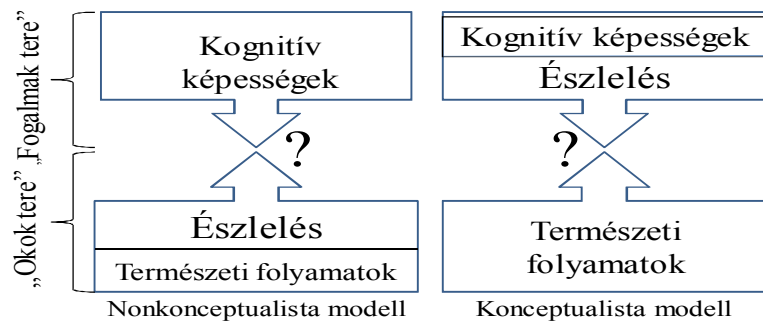 „Fogalmak tere”
„Okok tere”
Kognitív
képességek
?
Észlelés
Természeti folyamatok
Nonkonceptualista modell
Kognitív képességek
Észlelés
?
Természeti
folyamatok
Konceptualista modell